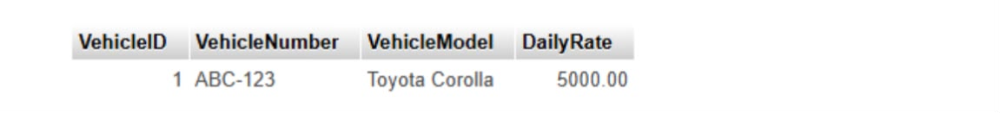 VehicleID VehicleNumber VehicleModel DailyRate
1 ABC-123 Toyota Corolla 5000.00